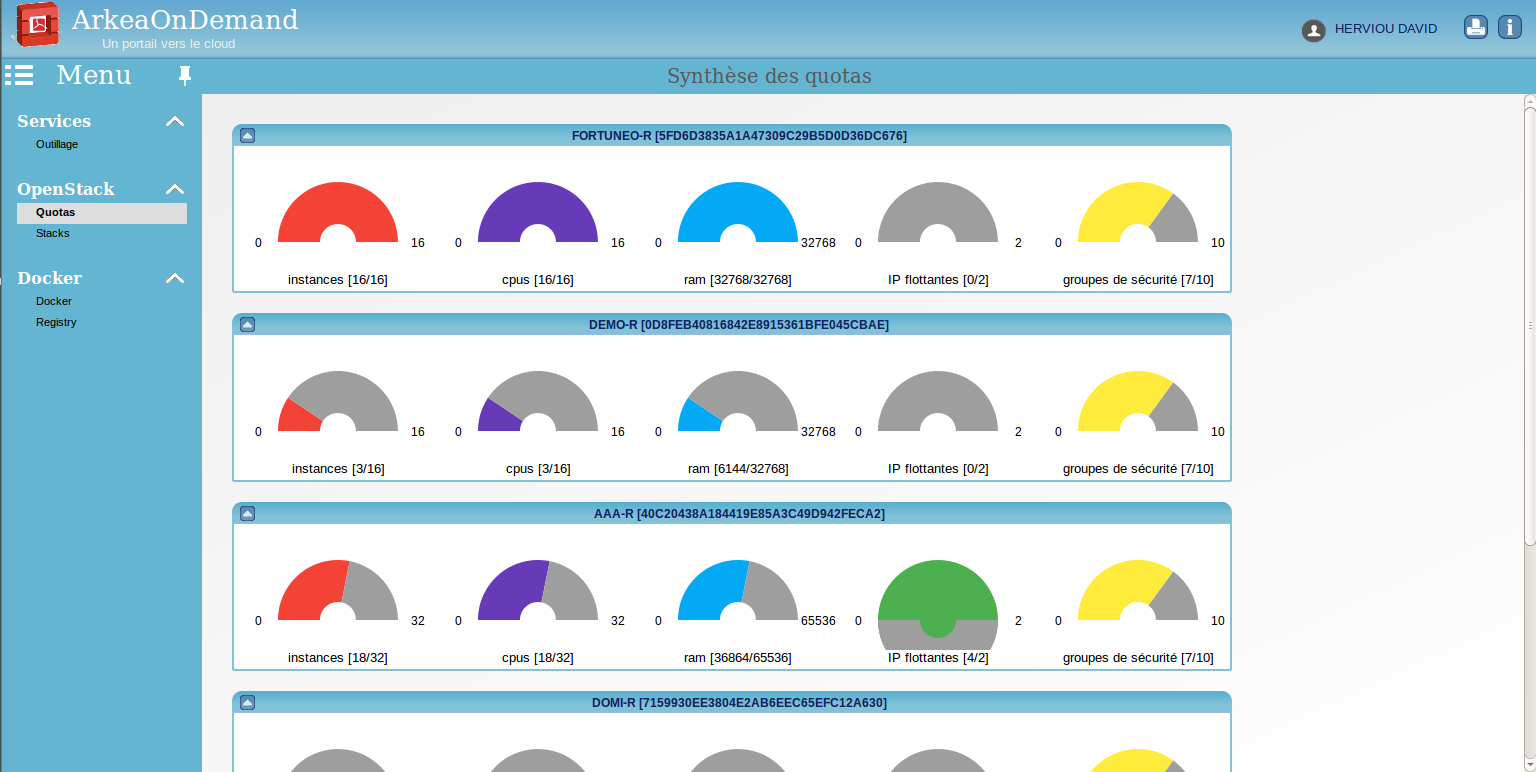 ArkeaOnDemand
Un portail vers le cloud
HERVIOU DAVID
Menu
Synthèse des quotas
Services
Outillage
OpenStack
Quotas
Stacks
Docker
Docker
Registry
FORTUNEO-R [5FD6D3835A1A47309C29B5D0D36DC676]
0 16 0 16 0 32768 0 2 0 10
instances [16/16] cpus [16/16] ram [32768/32768] IP flottantes [0/2] groupes de sécurité [7/10]
DEMO-R [0D8FEB40816842E8915361BFE045CBAE]
0 16 0 16 0 32768 0 2 0 10
instances [3/16] cpus [3/16] ram [6144/32768] IP flottantes [0/2] groupes de sécurité [7/10]
AAA-R [40C20438A184419E85A3C49D942FECA2]
0 32 0 32 0 65536 0 2 0 10
instances [18/32] cpus [18/32] ram [36864/65536] IP flottantes [4/2] groupes de sécurité [7/10]
DOMI-R [7159930EE3804E2AB6EEC65EFC12A630]